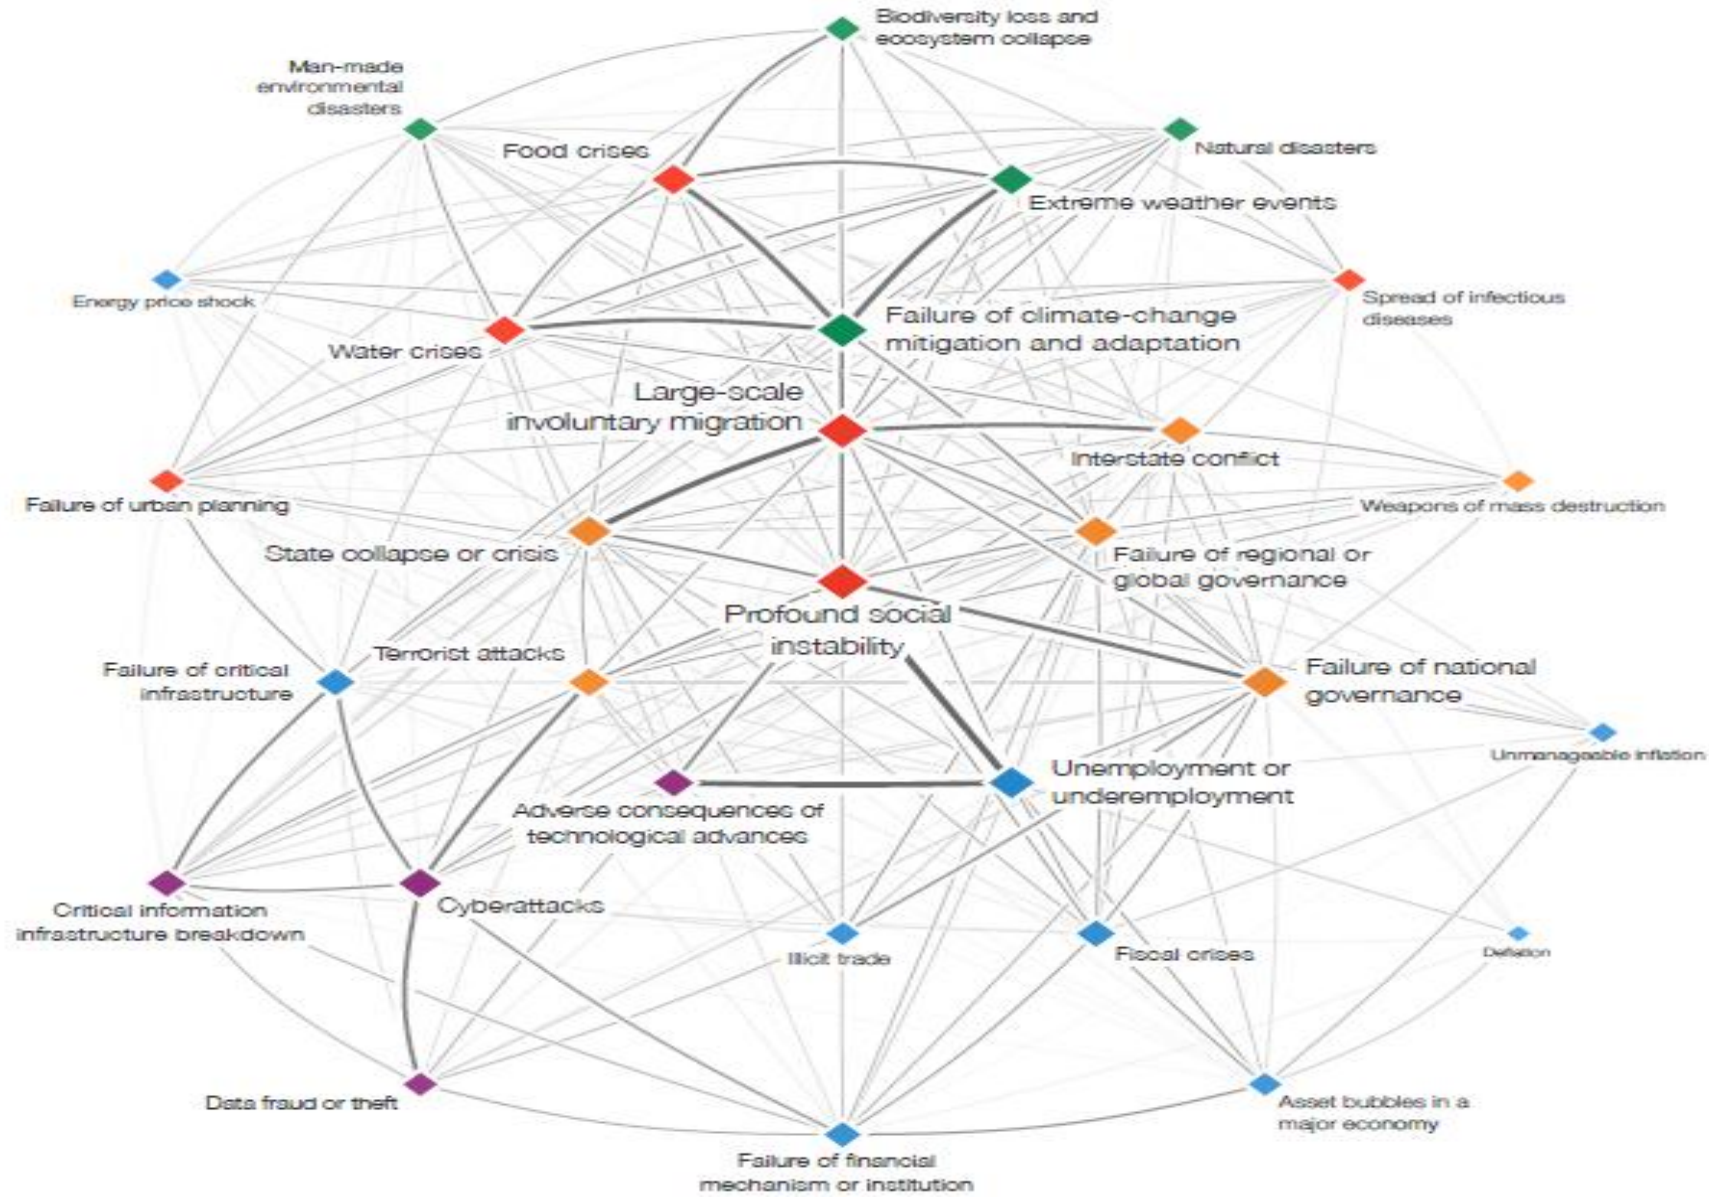 Biodiversity loss and
ecosystem collapse
Man-made
environmental
disasters
Food crises
Natural disasters
Extreme weather events
Energy price shock
Spread of infectious
diseases
Failure of climate-change
mitigation and adaptation
Water crises
Large-scale
involuntary migration
Interstate conflict
Failure of urban planning
Weapons of mass destruction
State collapse or crisis
Failure of regional or
global governance
Profound social
instability
Terrorist attacks
Failure of critical
infrastructure
Failure of national
governance
Unmanageable inflation
Unemployment or
underemployment
Adverse consequences of
technological advances
Critical information
infrastructure breakdown
Cyberattacks
Illicit trade
Fiscal crises
Deflation
Data fraud or theft
Asset bubbles in a
major economy
Failure of financial
mechanism or institution